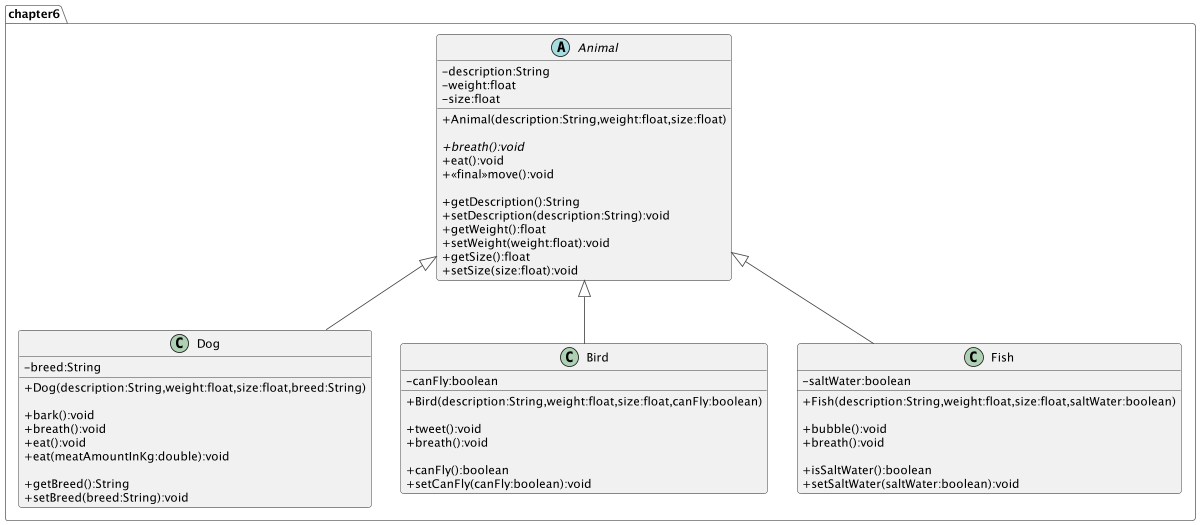 chapter6
A Animal
-description:String
-weight:float
-size:float
+Animal(description:String,weight:float,size:float)
+breath():void
+eat():void
+«final»move():void
+getDescription():String
+setDescription(description:String):void
+getWeight():float
+setWeight(weight:float):void
+getSize():float
+setSize(size:float):void
C Dog
-breed:String
+Dog(description:String,weight:float,size:float,breed:String)
+bark():void
+breath():void
+eat():void
+eat(meatAmountInKg:double):void
+getBreed():String
+setBreed(breed:String):void
C Bird
-canFly:boolean
+Bird(description:String,weight:float,size:float,canFly:boolean)
+tweet():void
+breath():void
+canFly():boolean
+setCanFly(canFly:boolean):void
C Fish
-saltWater:boolean
+Fish(description:String,weight:float,size:float,saltWater:boolean)
+bubble():void
+breath():void
+isSaltWater():boolean
+setSaltWater(saltWater:boolean):void